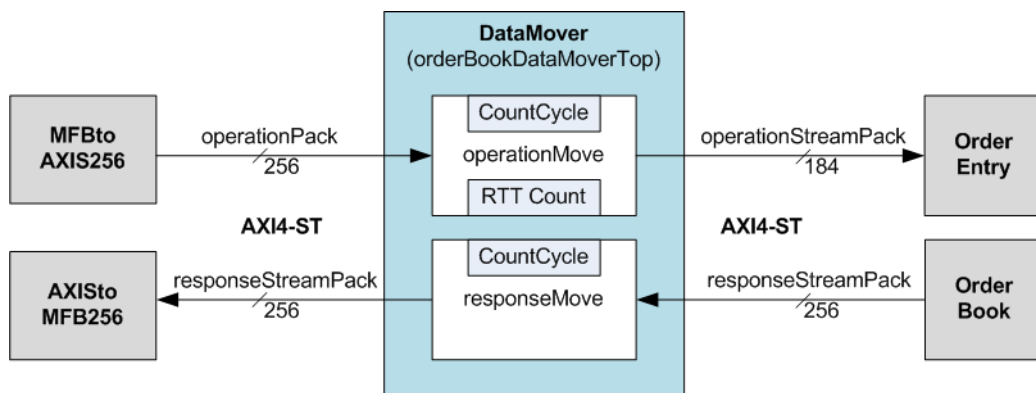 DataMover
(orderBookDataMoverTop)
MFBto
AXIS256
operationPack
256
CountCycle
operationMove
RTT Count
operationStreamPack
184
Order
Entry
AXI4-ST
AXI4-ST
AXISto
MFB256
responseStreamPack
256
CountCycle
responseMove
responseStreamPack
256
Order
Book